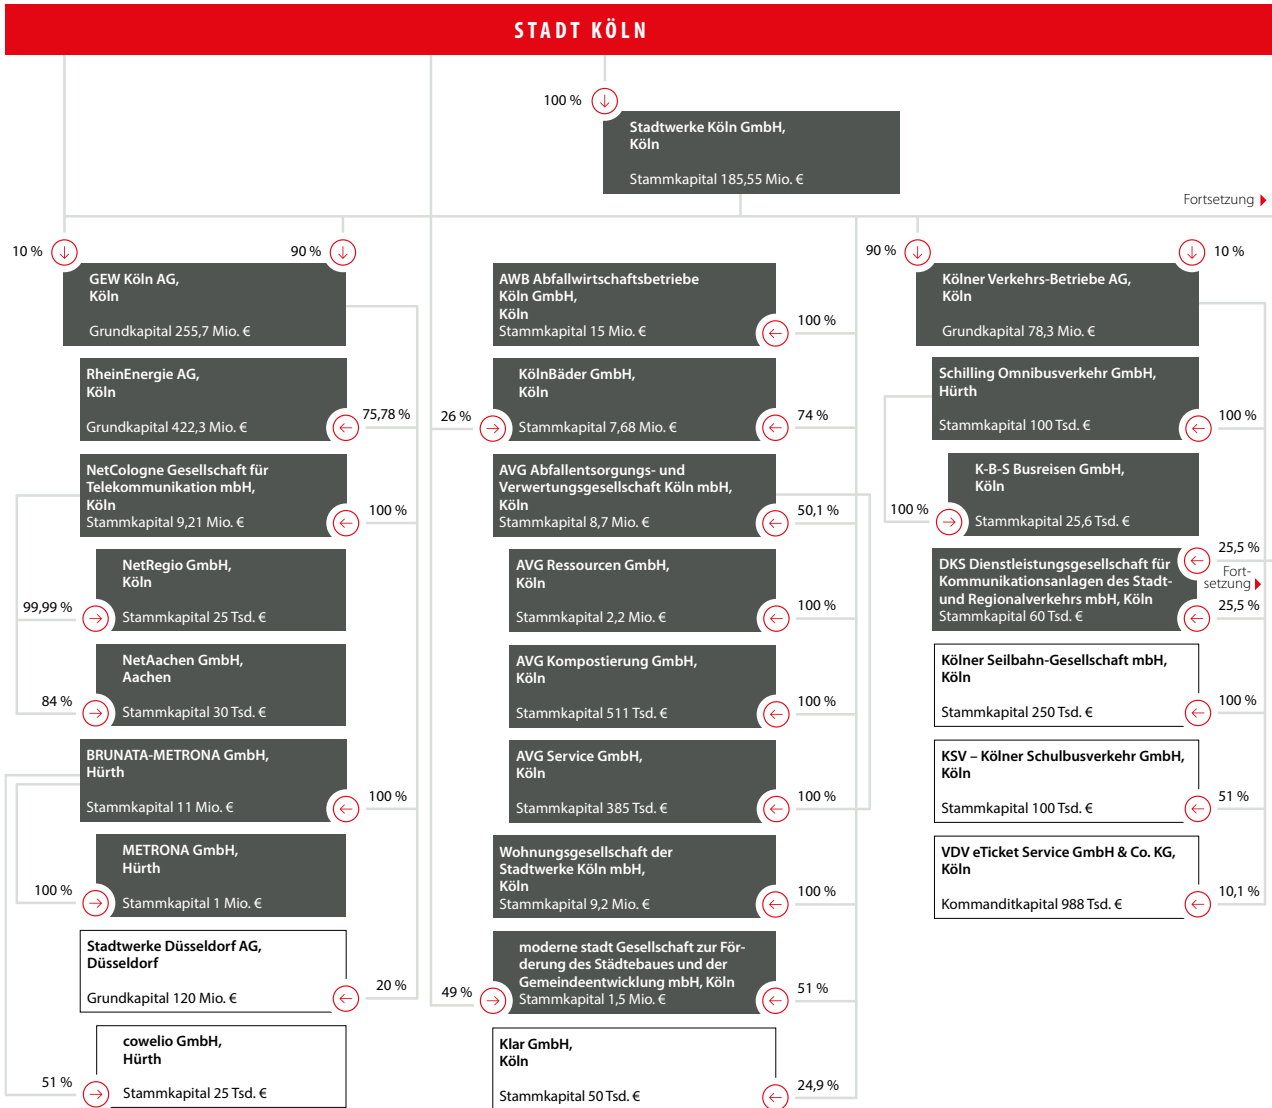 STADT KÖLN
100 %
Stadtwerke Köln GmbH,
Köln
Stammkapital 185,55 Mio. €
Fortsetzung
10 %
90 %
GEW Köln AG,
Köln
Grundkapital 255,7 Mio. €
RheinEnergie AG,
Köln
Grundkapital 422,3 Mio. €
75,78 %
NetCologne Gesellschaft für
Telekommunikation mbH,
Köln
Stammkapital 9,21 Mio. €
100 %
NetRegio GmbH,
Köln
Stammkapital 25 Tsd. €
99,99 %
NetAachen GmbH,
Aachen
Stammkapital 30 Tsd. €
84 %
BRUNATA-METRONA GmbH,
Hürth
Stammkapital 11 Mio. €
100 %
METRONA GmbH,
Hürth
Stammkapital 1 Mio. €
100 %
Stadtwerke Düsseldorf AG,
Düsseldorf
Grundkapital 120 Mio. €
20 %
cowelio GmbH,
Hürth
Stammkapital 25 Tsd. €
51 %
AWB Abfallwirtschaftsbetriebe
Köln GmbH,
Köln
Stammkapital 15 Mio. €
100 %
KölnBäder GmbH,
Köln
Stammkapital 7,68 Mio. €
26 %
74 %
AVG Abfallentsorgungs- und
Verwertungsgesellschaft Köln mbH,
Köln
Stammkapital 8,7 Mio. €
50,1 %
AVG Ressourcen GmbH,
Köln
Stammkapital 2,2 Mio. €
100 %
AVG Kompostierung GmbH,
Köln
Stammkapital 511 Tsd. €
100 %
AVG Service GmbH,
Köln
Stammkapital 385 Tsd. €
100 %
Wohnungsgesellschaft der
Stadtwerke Köln mbH,
Köln
Stammkapital 9,2 Mio. €
100 %
moderne stadt Gesellschaft zur För-
derung des Städtebaues und der
Gemeindeentwicklung mbH, Köln
Stammkapital 1,5 Mio. €
49 %
51 %
Klar GmbH,
Köln
Stammkapital 50 Tsd. €
24,9 %
90 %
10 %
Kölner Verkehrs-Betriebe AG,
Köln
Grundkapital 78,3 Mio. €
Schilling Omnibusverkehr GmbH,
Hürth
Stammkapital 100 Tsd. €
100 %
K-B-S Busreisen GmbH,
Köln
Stammkapital 25,6 Tsd. €
100 %
DKS Dienstleistungsgesellschaft für
Kommunikationsanlagen des Stadt-
und Regionalverkehrs mbH, Köln
Stammkapital 60 Tsd. €
25,5 %
Fort-
setzung
25,5 %
Kölner Seilbahn-Gesellschaft mbH,
Köln
Stammkapital 250 Tsd. €
100 %
KSV – Kölner Schulbusverkehr GmbH,
Köln
Stammkapital 100 Tsd. €
51 %
VDV eTicket Service GmbH & Co. KG,
Köln
Kommanditkapital 988 Tsd. €
10,1 %